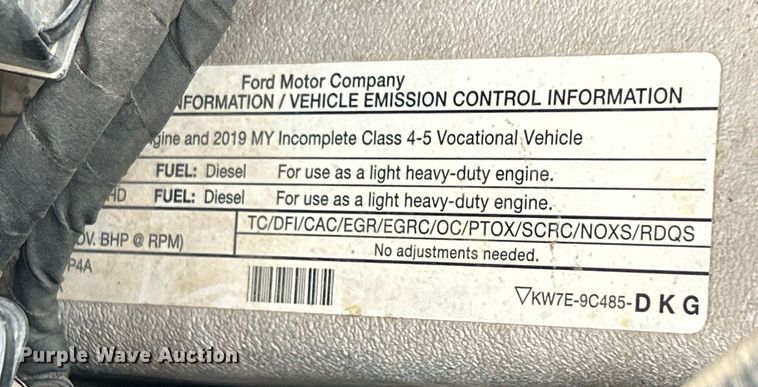 Ford Motor Company
INFORMATION / VEHICLE EMISSION CONTROL INFORMATION
and 2019 MY Incomplete Class 4-5 Vocational Vehicle
FUEL: Diesel For use as a light heavy-duty engine.
HD FUEL: Diesel For use as a light heavy-duty engine.
TC/DFI/CAC/EGR/EGRC/OC/PTOX/SCRC/NOXS/RDQS
OV. BHP @ RPM)
No adjustments needed.
P4A
KW7E-9C485-DKG
Purple Wave Auction